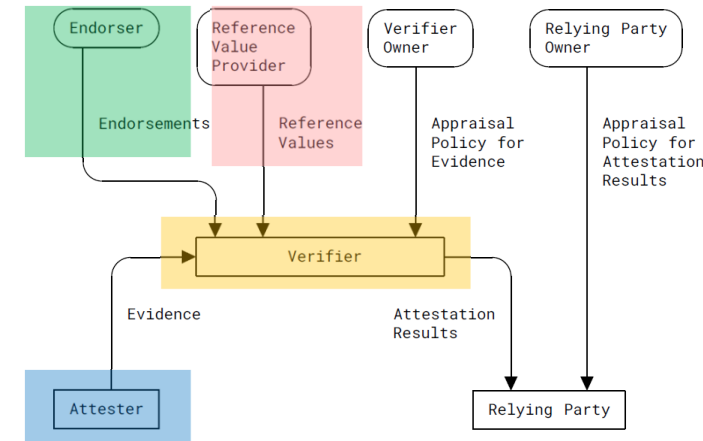 Endorser
Reference
Value
Provider
Verifier
Owner
Relying Party
Owner
Endorsements
Reference
Values
Appraisal
Policy for
Evidence
Appraisal
Policy for
Attestation
Results
Verifier
Evidence
Attestation
Results
Attester
Relying Party